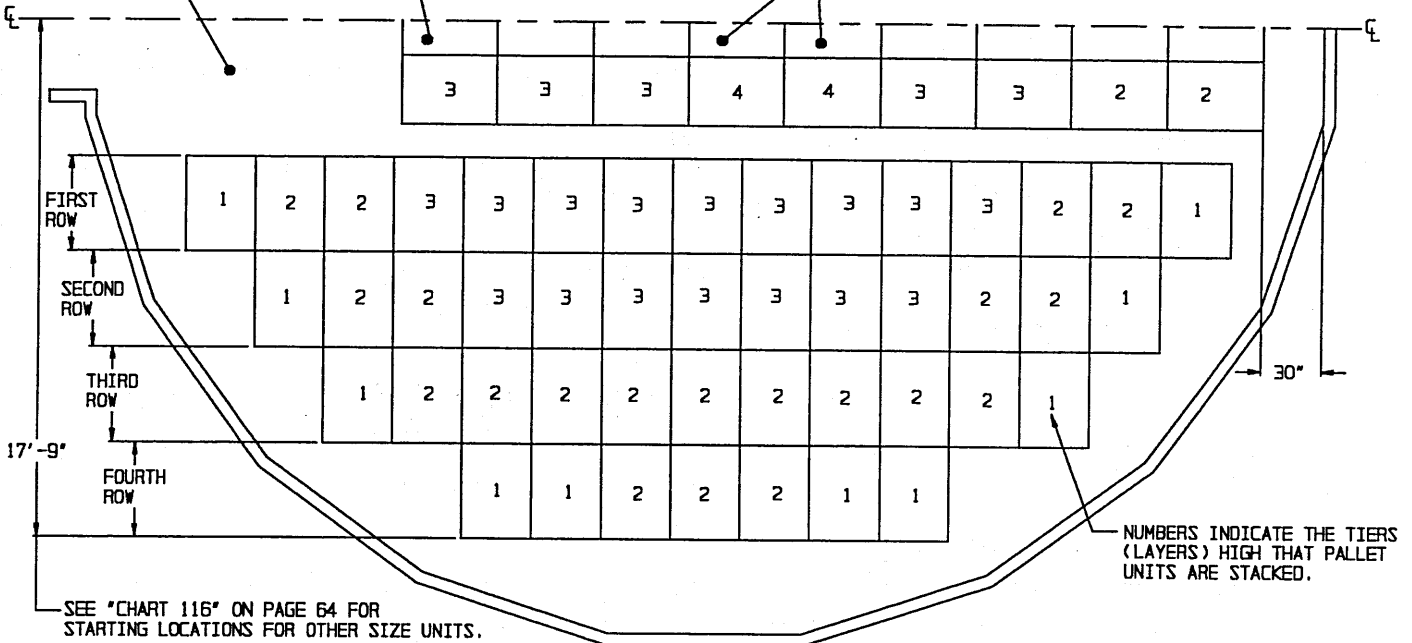 ℄ ℄
3 3 3 4 4 3 3 2 2
FIRST
ROW
1 2 2 3 3 3 3 3 3 3 3 3 2 2 1
SECOND
ROW
1 2 2 3 3 3 3 3 3 3 2 2 1
THIRD
ROW
1 2 2 2 2 2 2 2 2 2 1
30"
17'-9"
FOURTH
ROW
1 1 2 2 2 1 1
NUMBERS INDICATE THE TIERS
(LAYERS) HIGH THAT PALLET
UNITS ARE STACKED.
SEE "CHART 116" ON PAGE 64 FOR
STARTING LOCATIONS FOR OTHER SIZE UNITS.